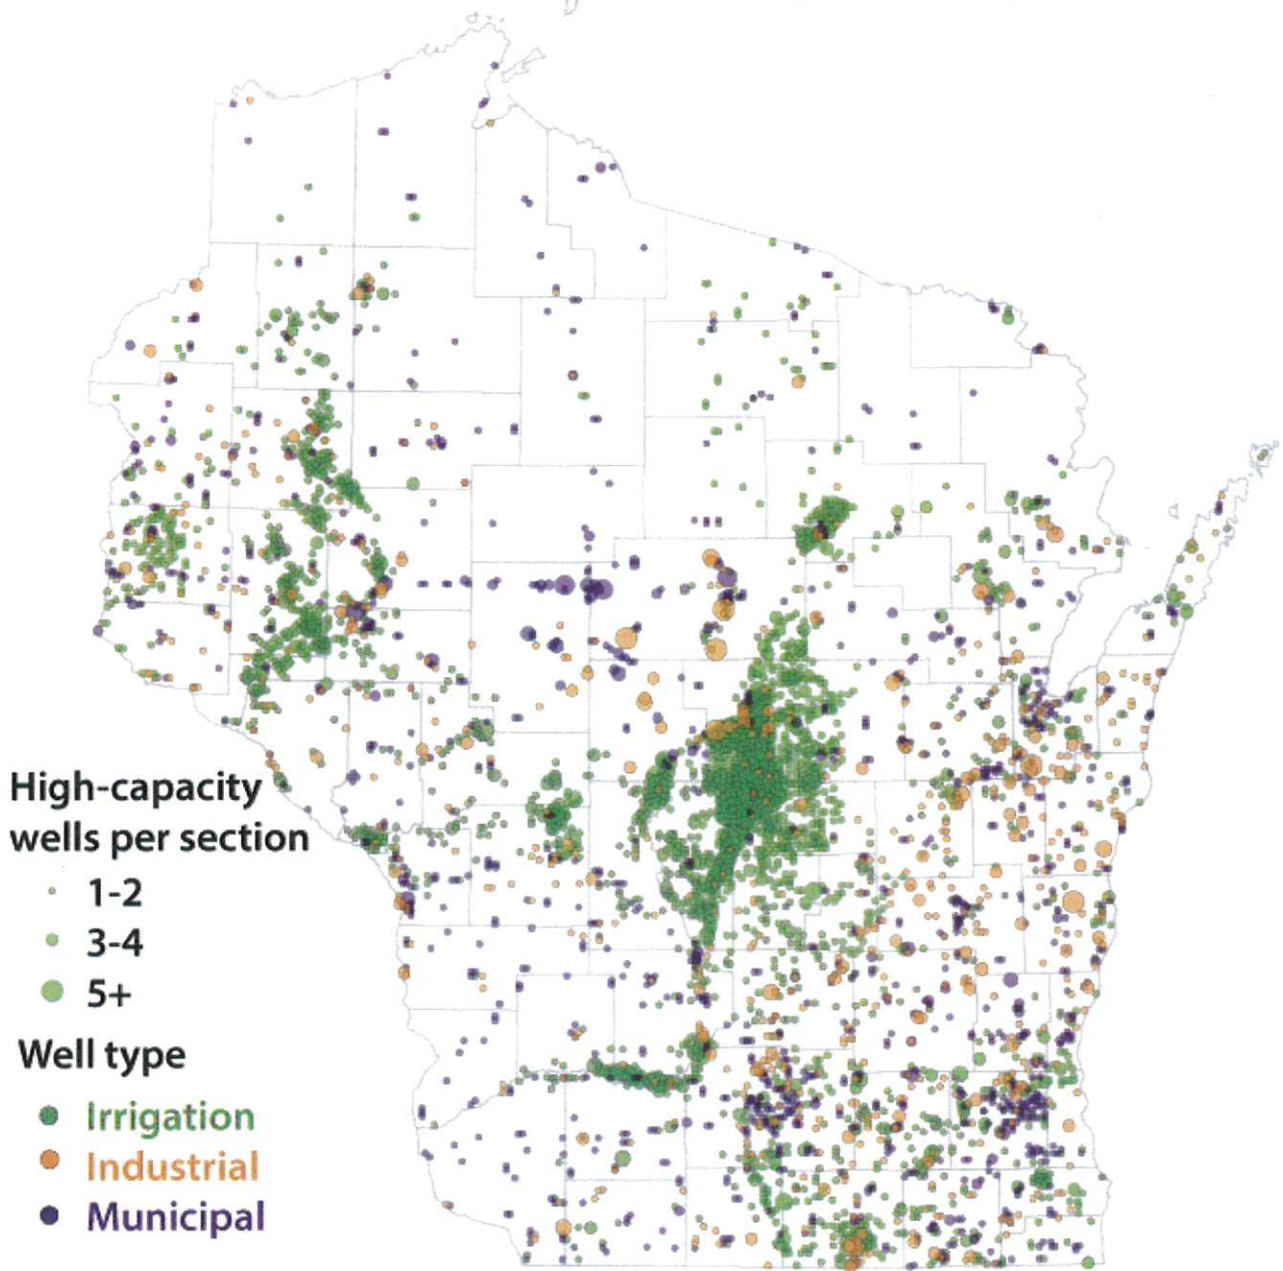 High-capacity
wells per section
1-2
3-4
5+
Well type
Irrigation
Industrial
Municipal